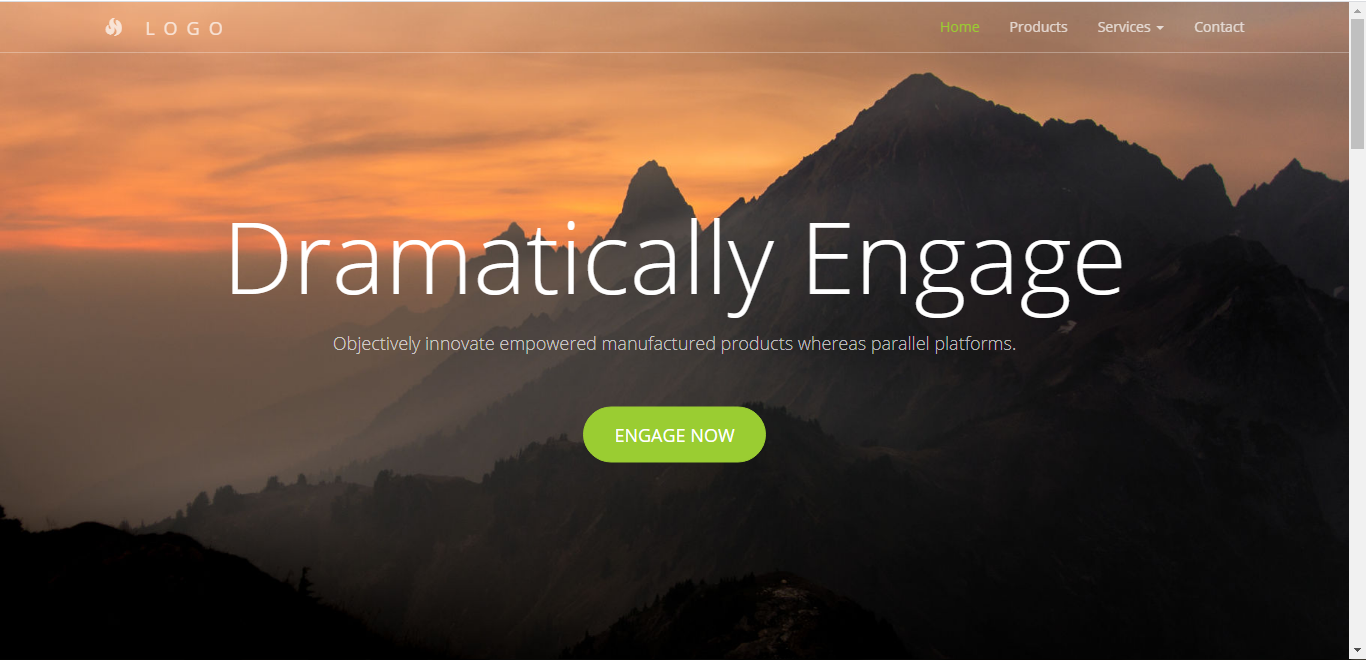 LOGO
Home Products Services Contact
Dramatically Engage
Objectively innovate empowered manufactured products whereas parallel platforms.
ENGAGE NOW